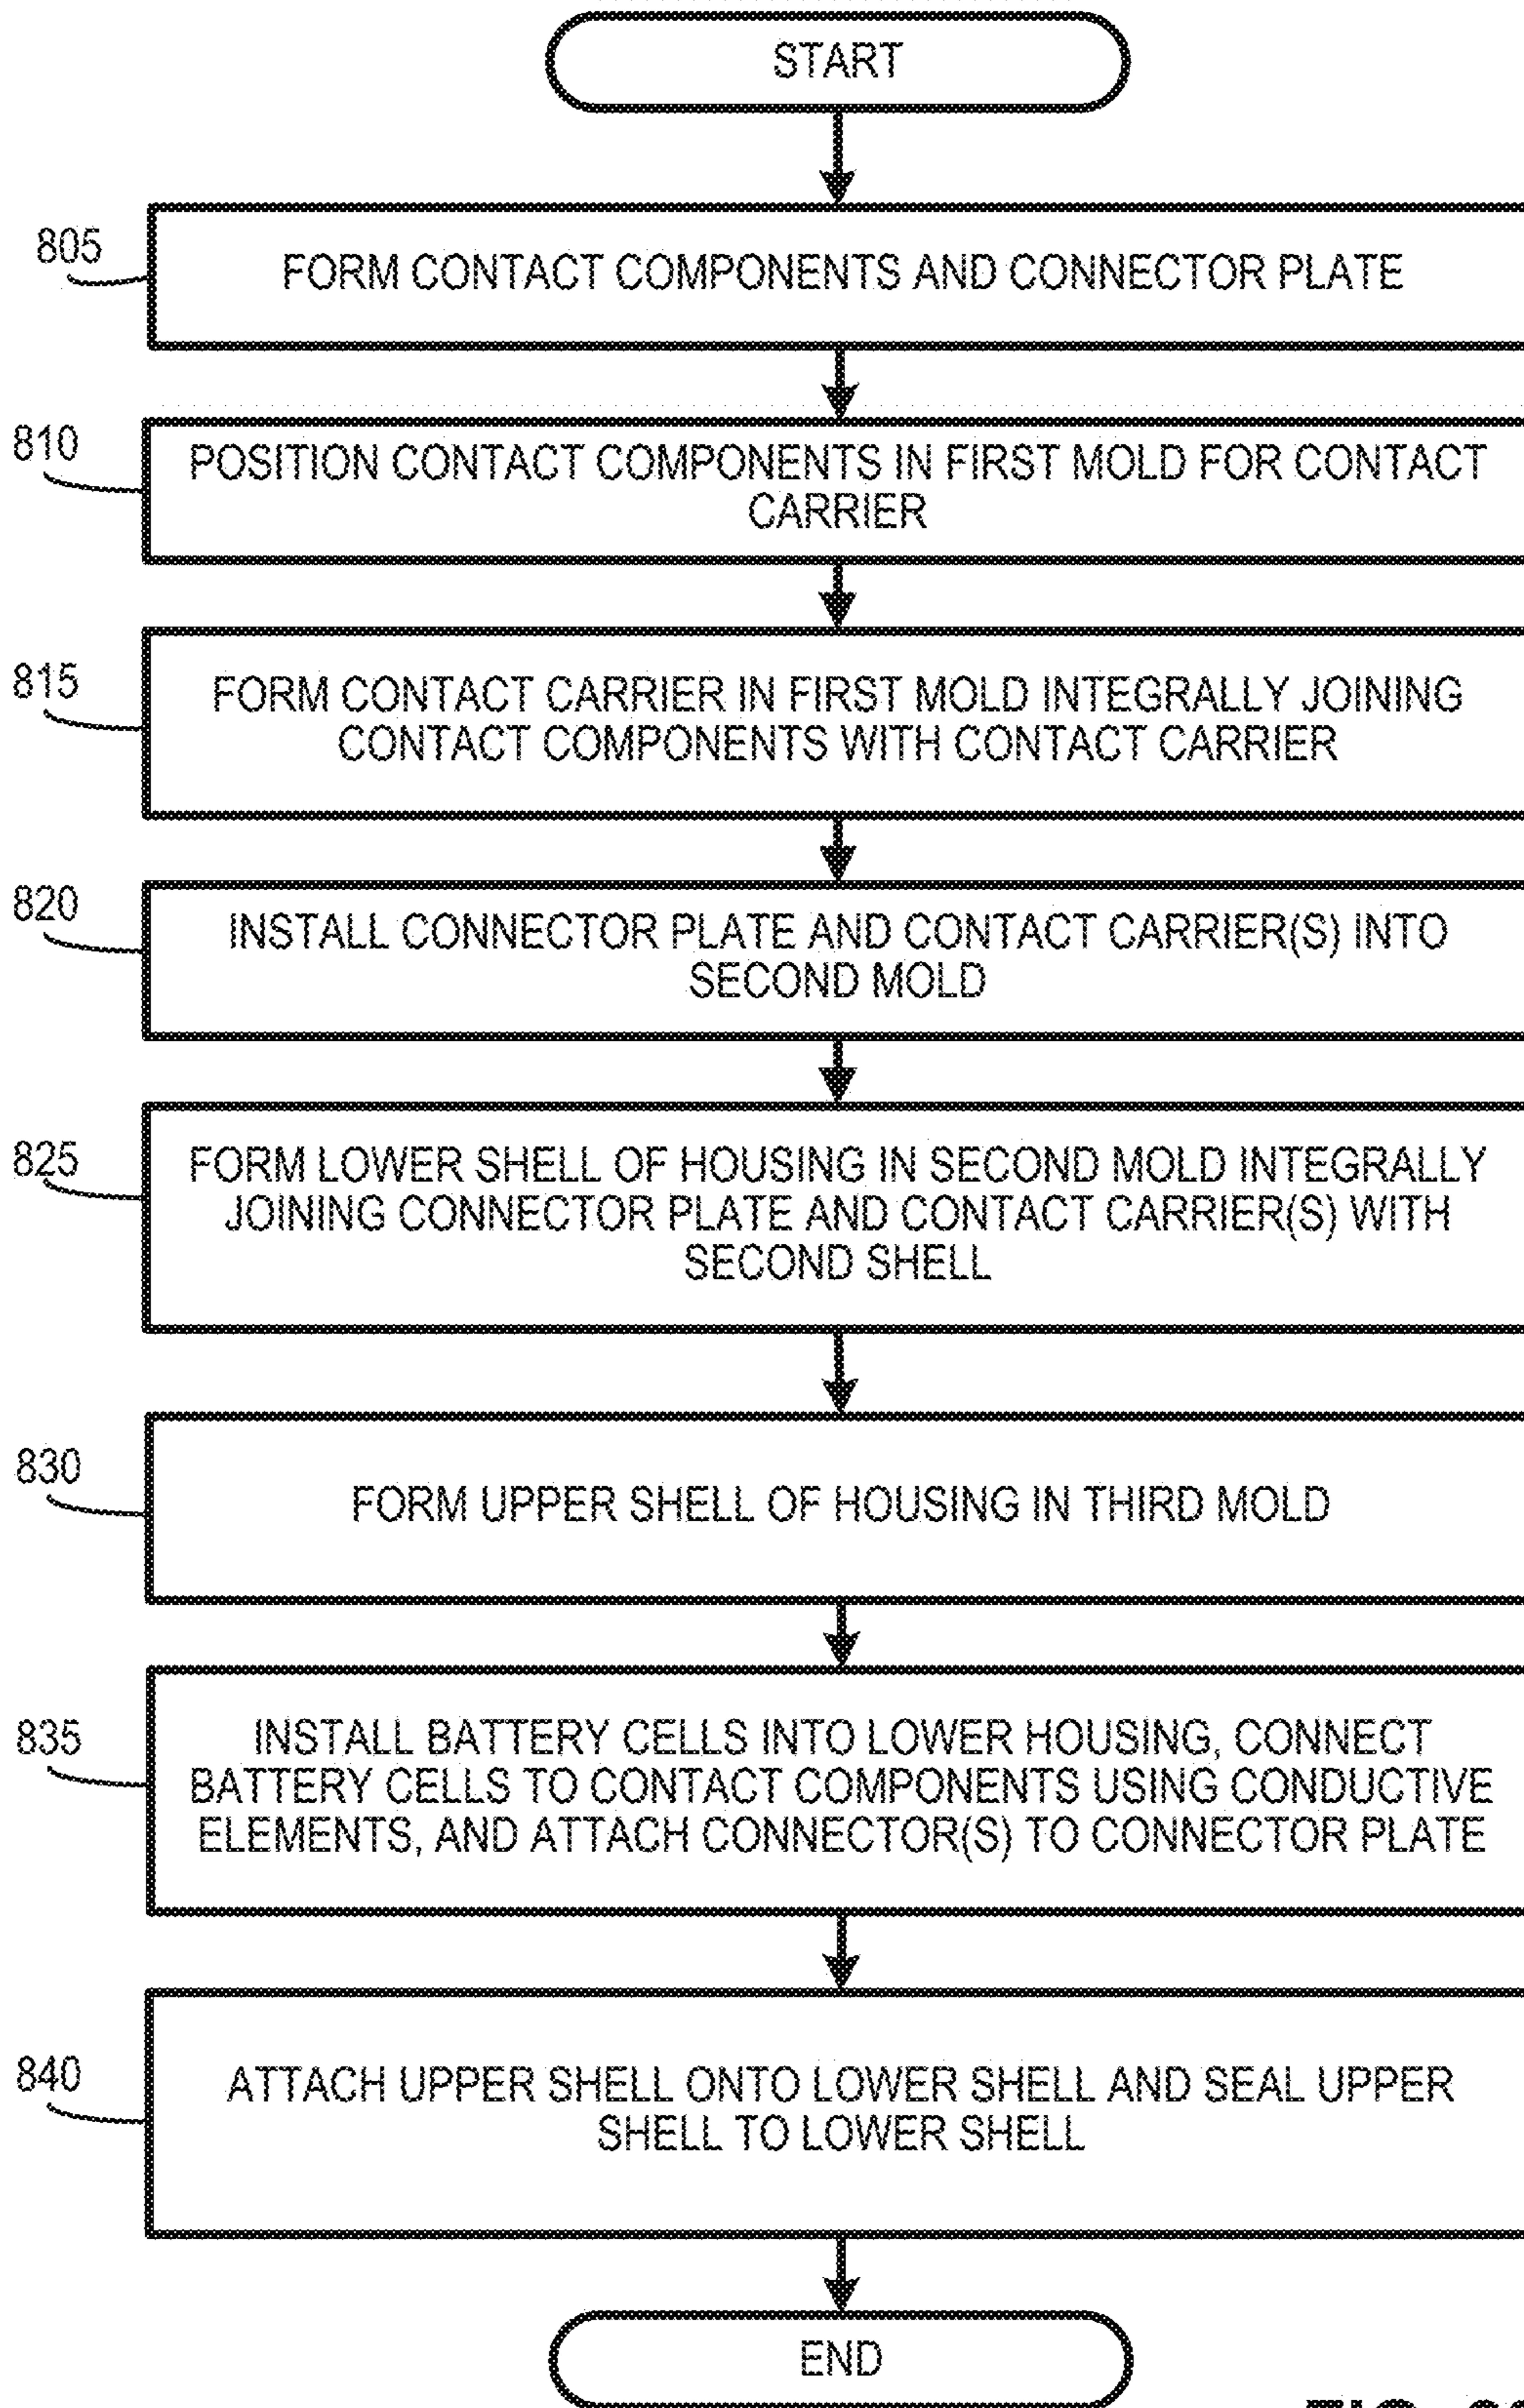 START
805
FORM CONTACT COMPONENTS AND CONNECTOR PLATE
810
POSITION CONTACT COMPONENTS IN FIRST MOLD FOR CONTACT
CARRIER
815
FORM CONTACT CARRIER IN FIRST MOLD INTEGRALLY JOINING
CONTACT COMPONENTS WITH CONTACT CARRIER
820
INSTALL CONNECTOR PLATE AND CONTACT CARRIER(S) INTO
SECOND MOLD
825
FORM LOWER SHELL OF HOUSING IN SECOND MOLD INTEGRALLY
JOINING CONNECTOR PLATE AND CONTACT CARRIER(S) WITH
SECOND SHELL
830
FORM UPPER SHELL OF HOUSING IN THIRD MOLD
835
INSTALL BATTERY CELLS INTO LOWER HOUSING, CONNECT
BATTERY CELLS TO CONTACT COMPONENTS USING CONDUCTIVE
ELEMENTS, AND ATTACH CONNECTOR(S) TO CONNECTOR PLATE
840
ATTACH UPPER SHELL ONTO LOWER SHELL AND SEAL UPPER
SHELL TO LOWER SHELL
END